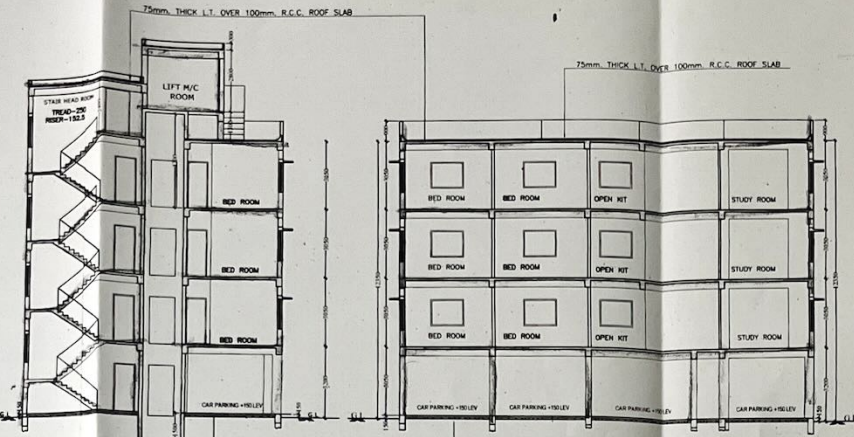 75mm. THICK L.T. OVER 100mm. R.C.C. ROOF SLAB
75mm. THICK L.T. OVER 100mm. R.C.C. ROOF SLAB
LIFT M/C
ROOM
STAIR HEAD ROOM
TREAD-250
RISER-152.5
BED ROOM
BED ROOM
BED ROOM
CAR PARKING +150 LEV
BED ROOM BED ROOM OPEN KIT STUDY ROOM
BED ROOM BED ROOM OPEN KIT STUDY ROOM
BED ROOM BED ROOM OPEN KIT STUDY ROOM
CAR PARKING +150 LEV CAR PARKING +150 LEV CAR PARKING +150 LEV CAR PARKING +150 LEV